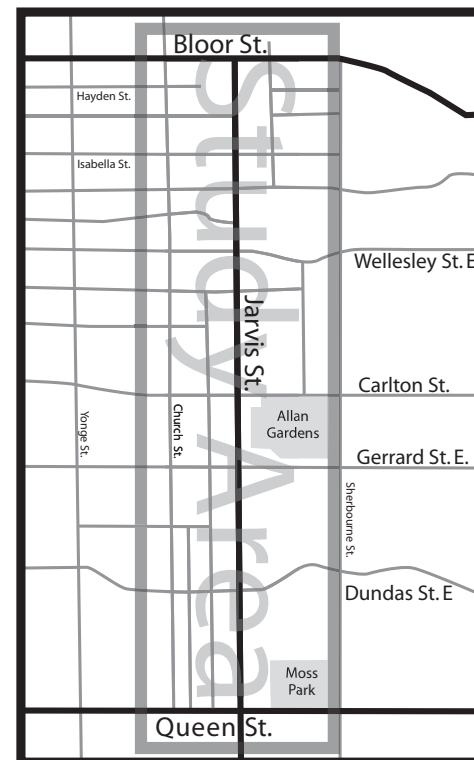 Bloor St.
Hayden St.
Isabella St.
Study Area
Wellesley St. E
Jarvis St.
Carlton St.
Allan
Gardens
Yonge St.
Church St.
Gerrard St. E.
Sherbourne St.
Dundas St. E
Moss
Park
Queen St.